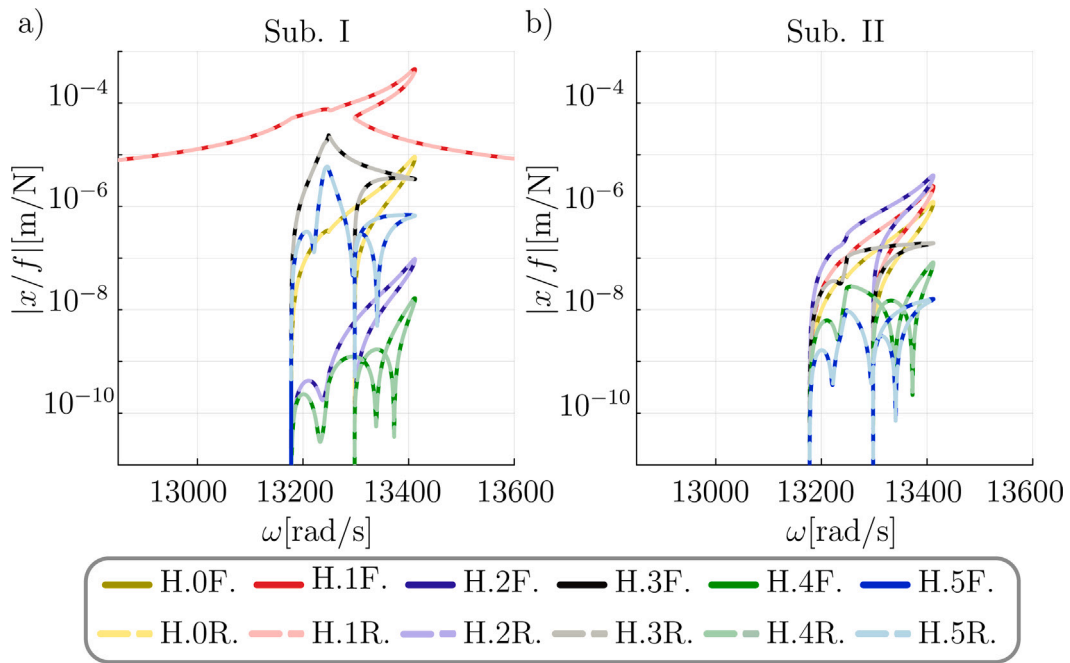 a) Sub. I
b) Sub. II
|x/f|[m/N]
10⁻⁴
10⁻⁶
10⁻⁸
10⁻¹⁰
13000 13200 13400 13600
ω[rad/s]
|x/f|[m/N]
10⁻⁴
10⁻⁶
10⁻⁸
10⁻¹⁰
13000 13200 13400 13600
ω[rad/s]
H.0F. H.1F. H.2F. H.3F. H.4F. H.5F.
H.0R. H.1R. H.2R. H.3R. H.4R. H.5R.